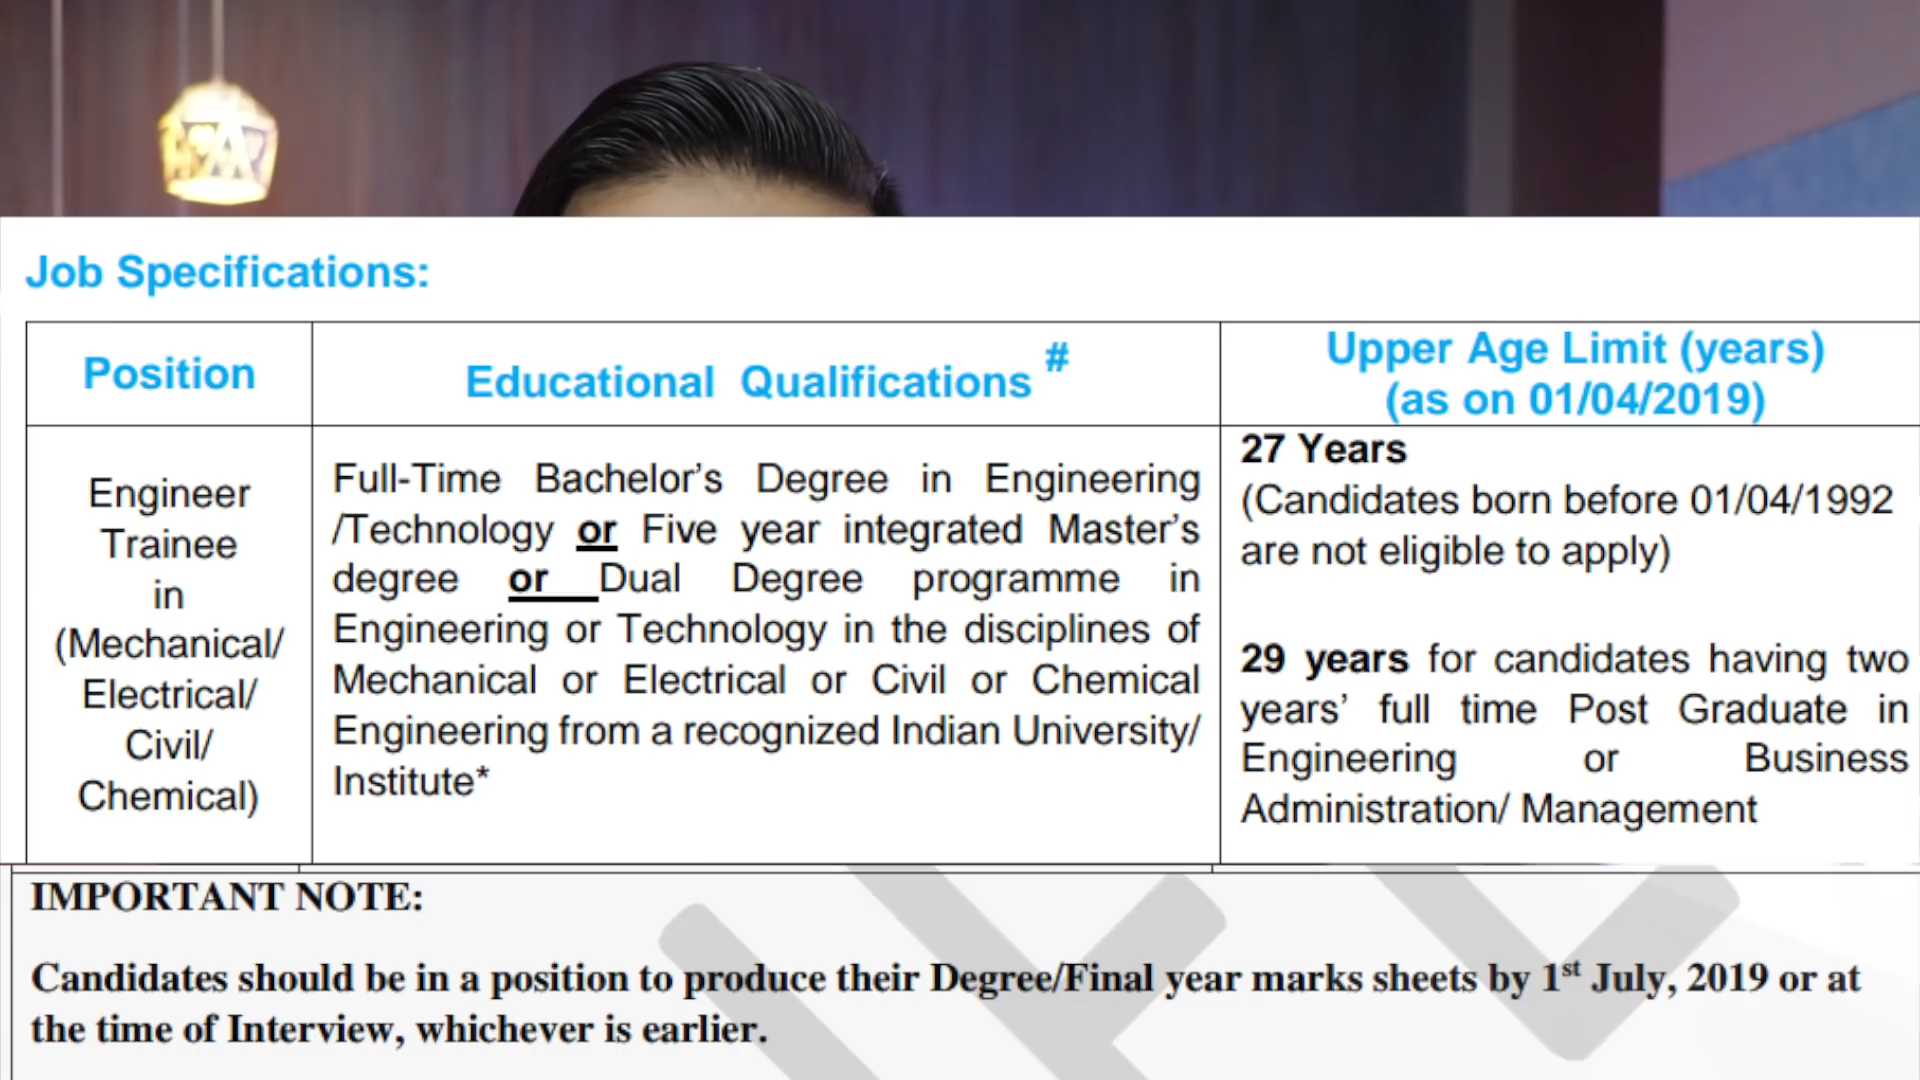 Job Specifications:
Position
Educational Qualifications #
Upper Age Limit (years)
(as on 01/04/2019)
Engineer
Trainee
in
(Mechanical/
Electrical/
Civil/
Chemical)
Full-Time Bachelor's Degree in Engineering
/Technology or Five year integrated Master's
degree or Dual Degree programme in
Engineering or Technology in the disciplines of
Mechanical or Electrical or Civil or Chemical
Engineering from a recognized Indian University/
Institute*
27 Years
(Candidates born before 01/04/1992
are not eligible to apply)
29 years for candidates having two
years' full time Post Graduate in
Engineering or Business
Administration/ Management
IMPORTANT NOTE:
Candidates should be in a position to produce their Degree/Final year marks sheets by 1st July, 2019 or at
the time of Interview, whichever is earlier.